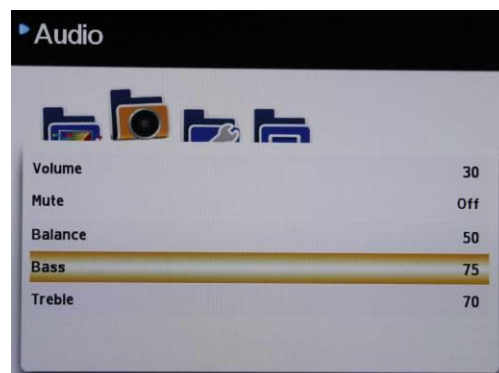 Audio
Volume 30
Mute Off
Balance 50
Bass 75
Treble 70